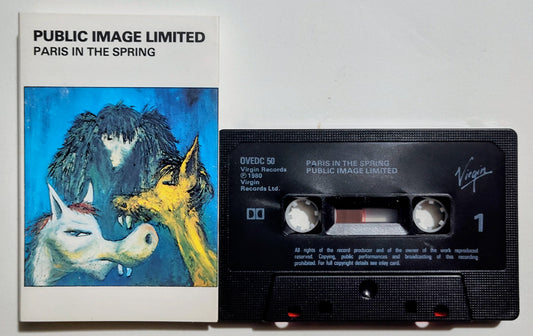 PUBLIC IMAGE LIMITED
PARIS IN THE SPRING
OVEDC 50
Virgin Records
℗ 1980
Virgin
Records Ltd.
PARIS IN THE SPRING
PUBLIC IMAGE LIMITED
Virgin
1
All rights of the record producer and of the owner of the work reproduced
reserved. Copying, public performances and broadcasting of this recording
prohibited. For full copyright details see inlay card.